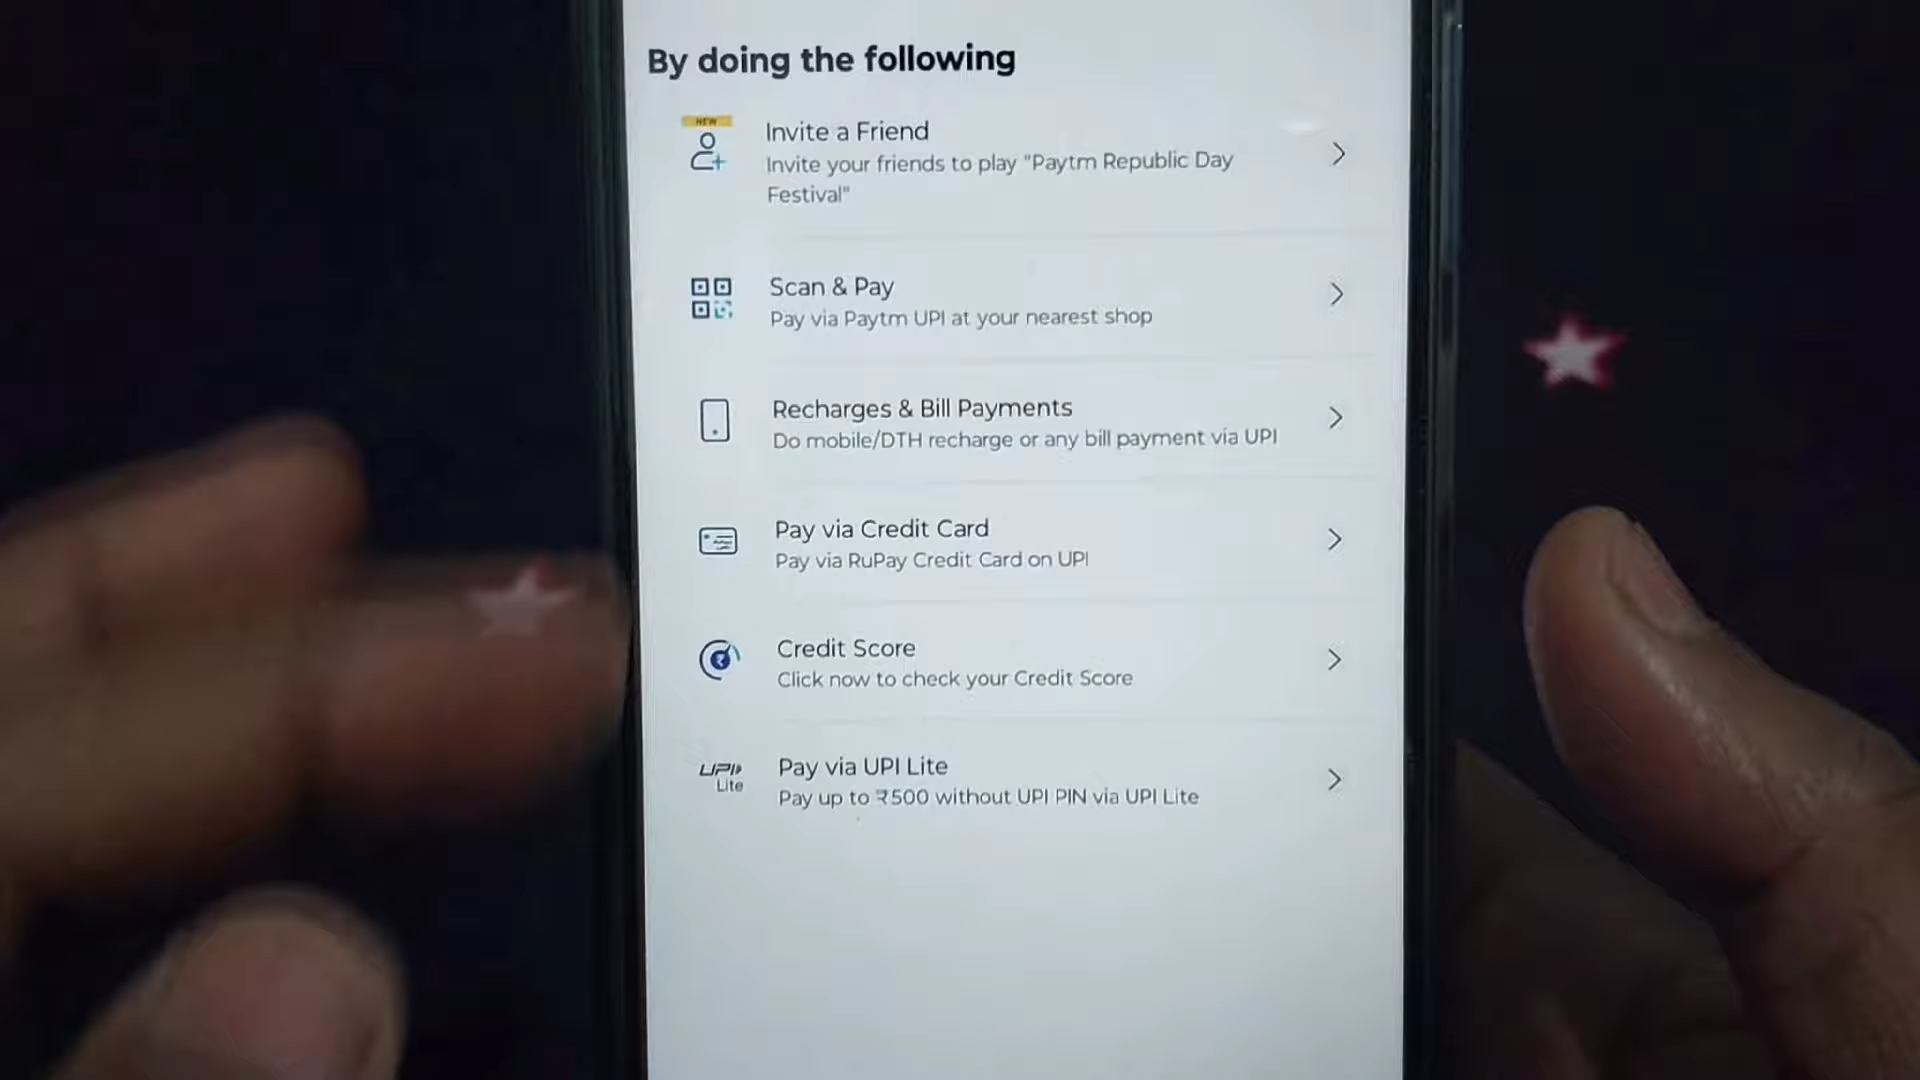 By doing the following
NEW
Invite a Friend
Invite your friends to play "Paytm Republic Day
Festival"
Scan & Pay
Pay via Paytm UPI at your nearest shop
Recharges & Bill Payments
Do mobile/DTH recharge or any bill payment via UPI
Pay via Credit Card
Pay via RuPay Credit Card on UPI
Credit Score
Click now to check your Credit Score
UPI
Lite
Pay via UPI Lite
Pay up to ₹500 without UPI PIN via UPI Lite